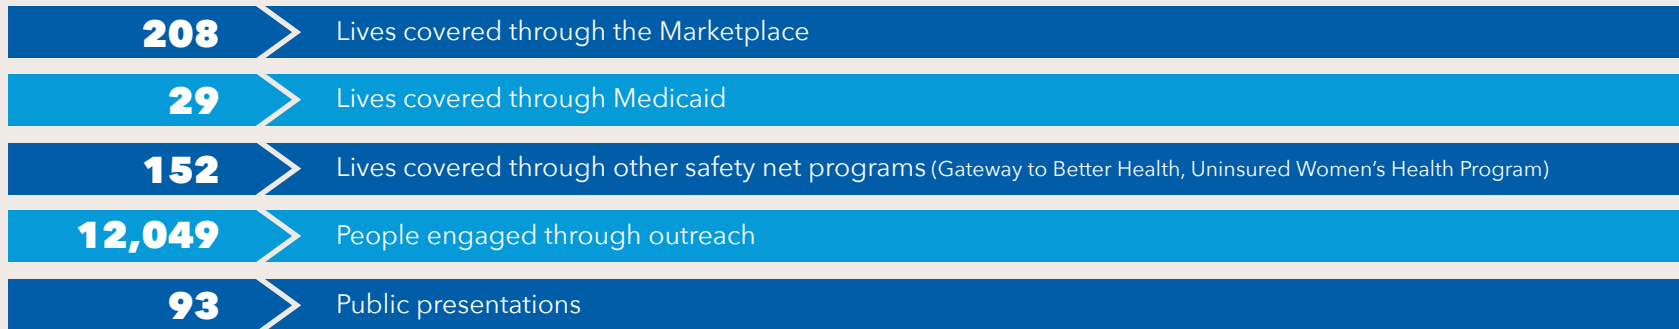 208 Lives covered through the Marketplace
29 Lives covered through Medicaid
152 Lives covered through other safety net programs (Gateway to Better Health, Uninsured Women’s Health Program)
12,049 People engaged through outreach
93 Public presentations